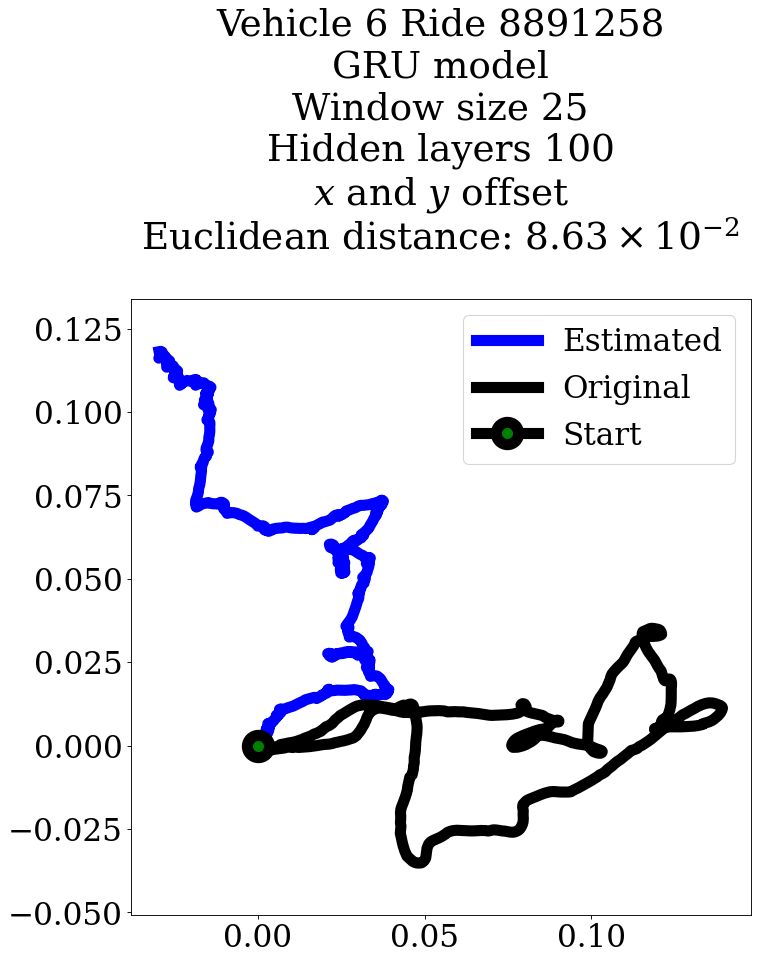 Vehicle 6 Ride 8891258
GRU model
Window size 25
Hidden layers 100
x and y offset
Euclidean distance: 8.63 × 10⁻²
Estimated
Original
Start
0.125
0.100
0.075
0.050
0.025
0.000
−0.025
−0.050
0.00 0.05 0.10